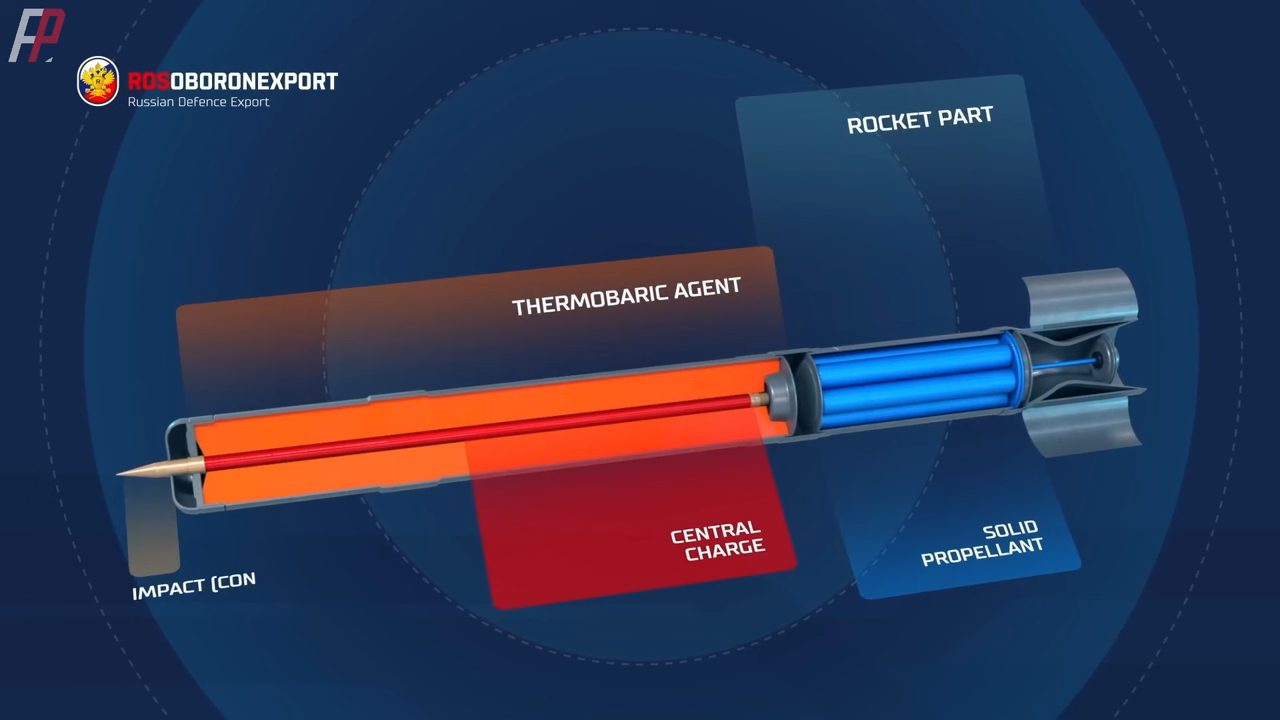 FP
ROSOBORONEXPORT
Russian Defence Export
ROCKET PART
THERMOBARIC AGENT
CENTRAL
CHARGE
SOLID
PROPELLANT
IMPACT (CON